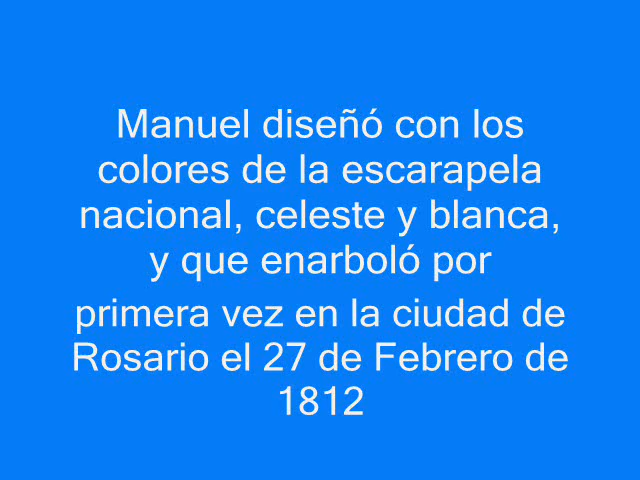 Manuel diseñó con los
colores de la escarapela
nacional, celeste y blanca,
y que enarboló por
primera vez en la ciudad de
Rosario el 27 de Febrero de
1812